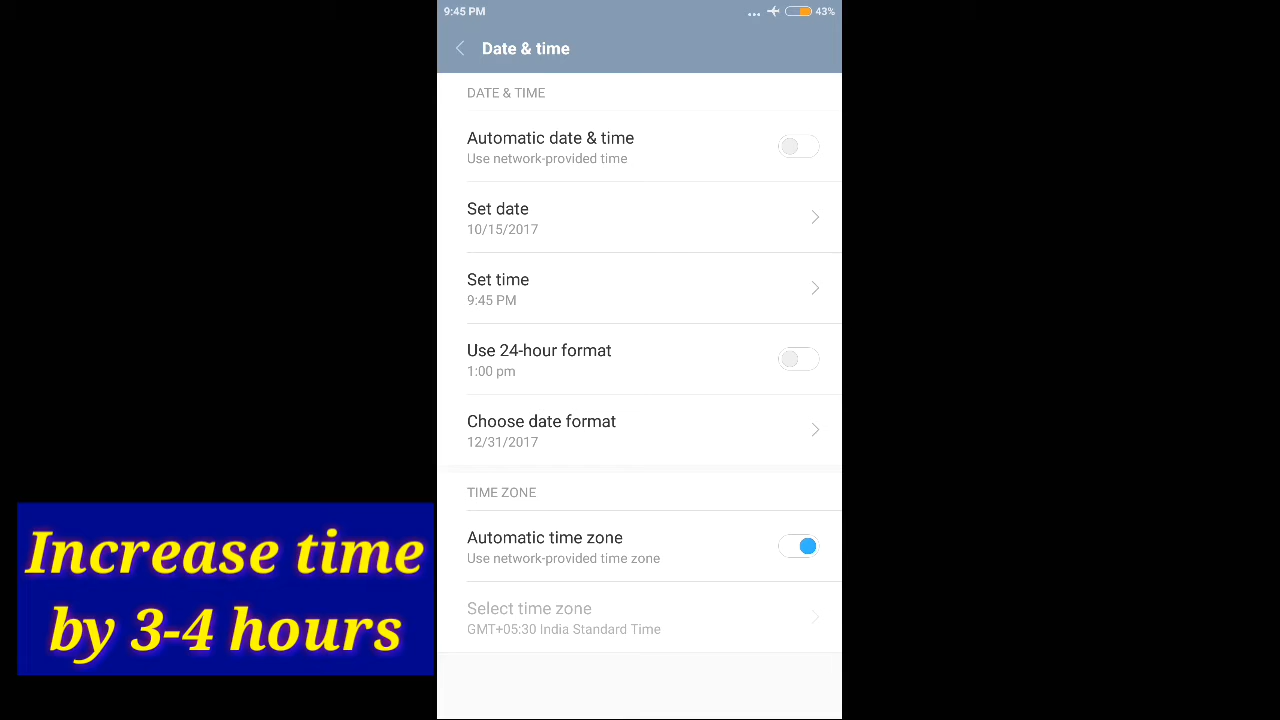 9:45 PM
... 43%
Date & time
DATE & TIME
Automatic date & time
Use network-provided time
Set date
10/15/2017
Set time
9:45 PM
Use 24-hour format
1:00 pm
Choose date format
12/31/2017
TIME ZONE
Automatic time zone
Use network-provided time zone
Select time zone
GMT+05:30 India Standard Time
Increase time
by 3-4 hours